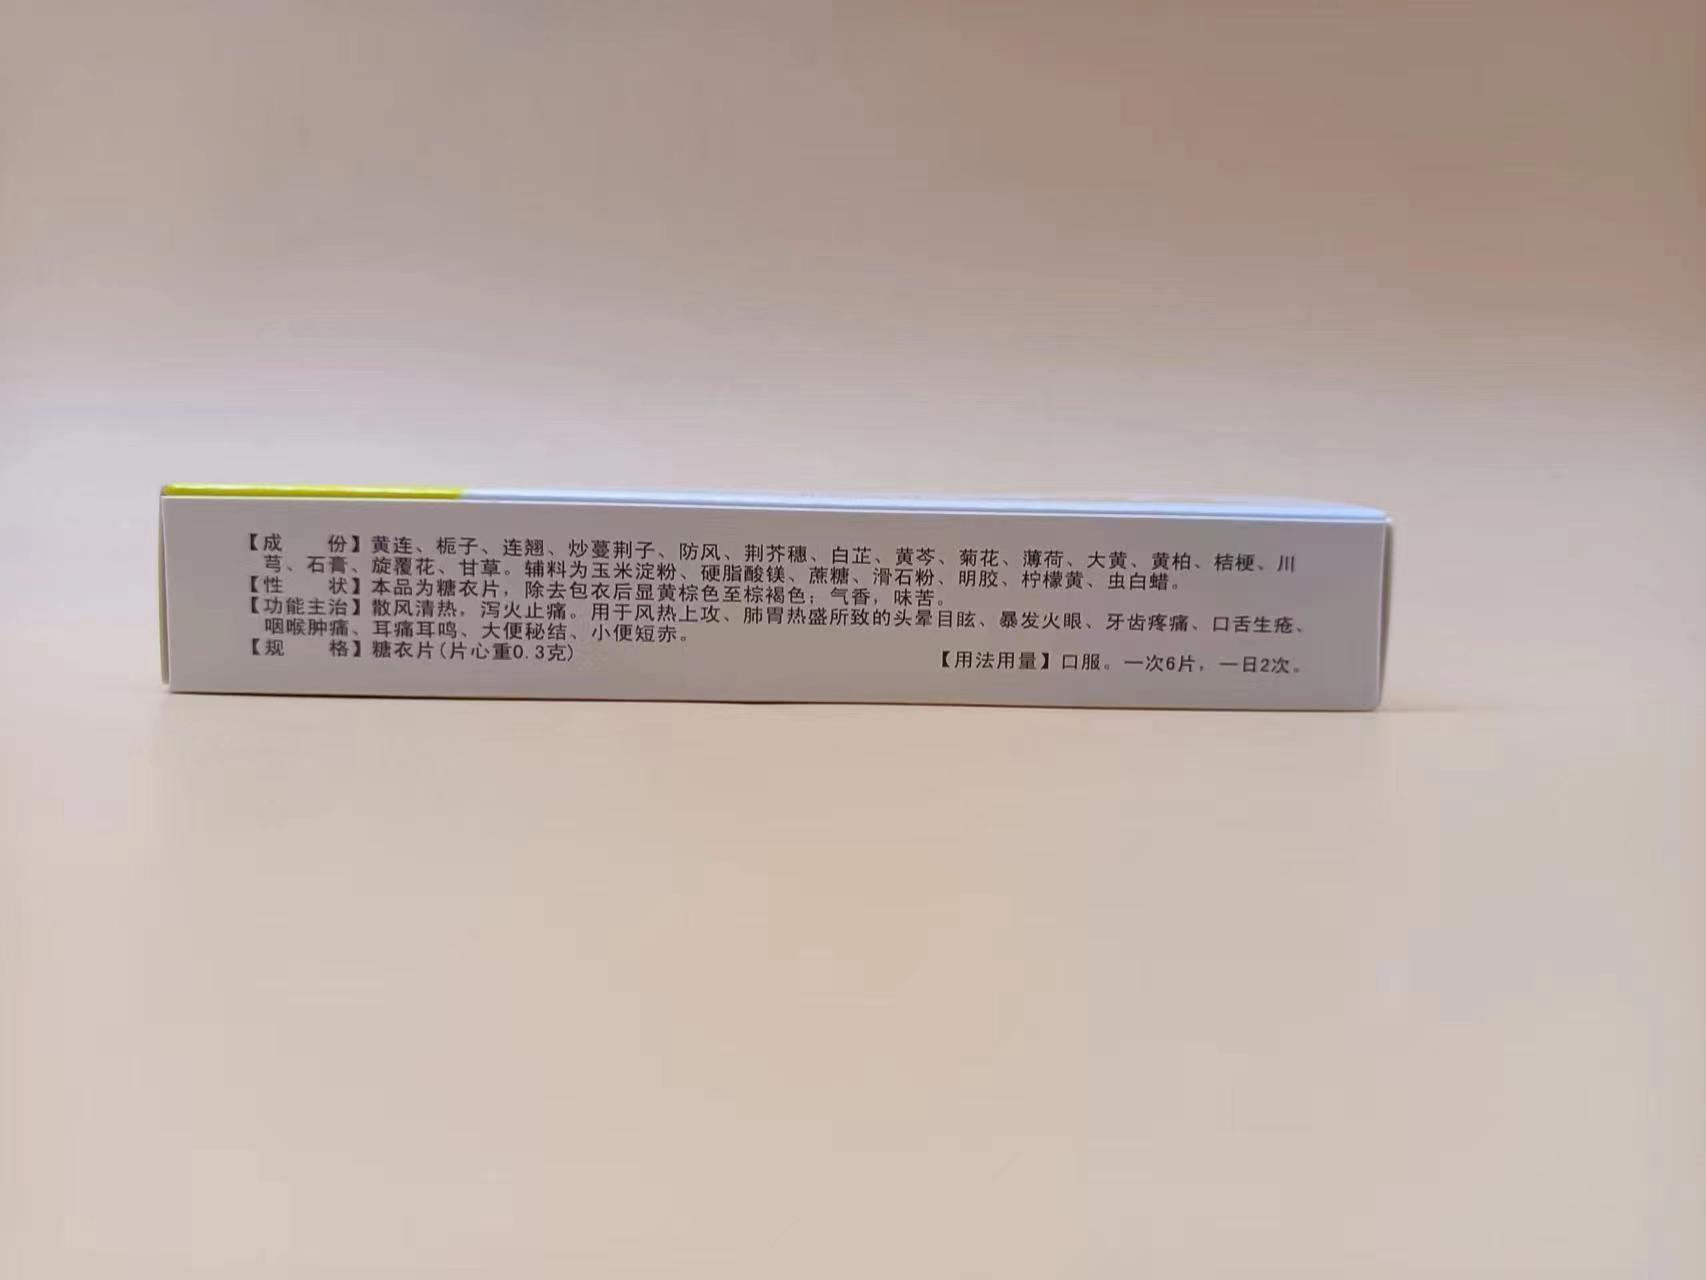 【成　份】黄连、栀子、连翘、炒蔓荆子、防风、荆芥穗、白芷、黄芩、菊花、薄荷、大黄、黄柏、桔梗、川
芎、石膏、旋覆花、甘草。辅料为玉米淀粉、硬脂酸镁、蔗糖、滑石粉、明胶、柠檬黄、虫白蜡。
【性　状】本品为糖衣片，除去包衣后显黄棕色至棕褐色；气香，味苦。
【功能主治】散风清热，泻火止痛。用于风热上攻、肺胃热盛所致的头晕目眩、暴发火眼、牙齿疼痛、口舌生疮、
咽喉肿痛、耳痛耳鸣、大便秘结、小便短赤。
【规　格】糖衣片(片心重0.3克)　【用法用量】口服。一次6片，一日2次。